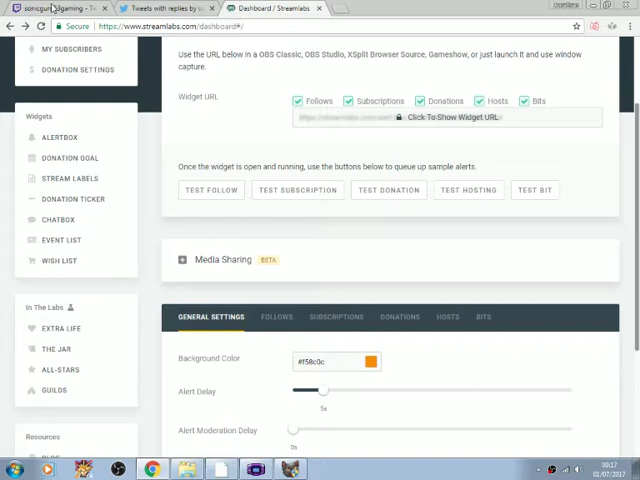 Tweets with replies by s
Dashboard / Streamlabs
Secure
https://www.streamlabs.com/dashboard#/
MY SUBSCRIBERS
DONATION SETTINGS
Widgets
ALERTBOX
DONATION GOAL
STREAM LABELS
DONATION TICKER
CHATBOX
EVENT LIST
WISH LIST
In The Labs
EXTRA LIFE
THE JAR
ALL-STARS
GUILDS
Resources
Use the URL below in a OBS Classic, OBS Studio, XSplit Browser Source, Gameshow, or just launch it and use window
capture.
Widget URL
Follows
Subscriptions
Donations
Hosts
Bits
Click To Show Widget URL
Once the widget is open and running, use the buttons below to queue up sample alerts.
TEST FOLLOW
TEST SUBSCRIPTION
TEST DONATION
TEST HOSTING
TEST BIT
Media Sharing
BETA
GENERAL SETTINGS
FOLLOWS
SUBSCRIPTIONS
DONATIONS
HOSTS
BITS
Background Color
#f58c0c
Alert Delay
5s
Alert Moderation Delay
0s
00:17
01/07/2017